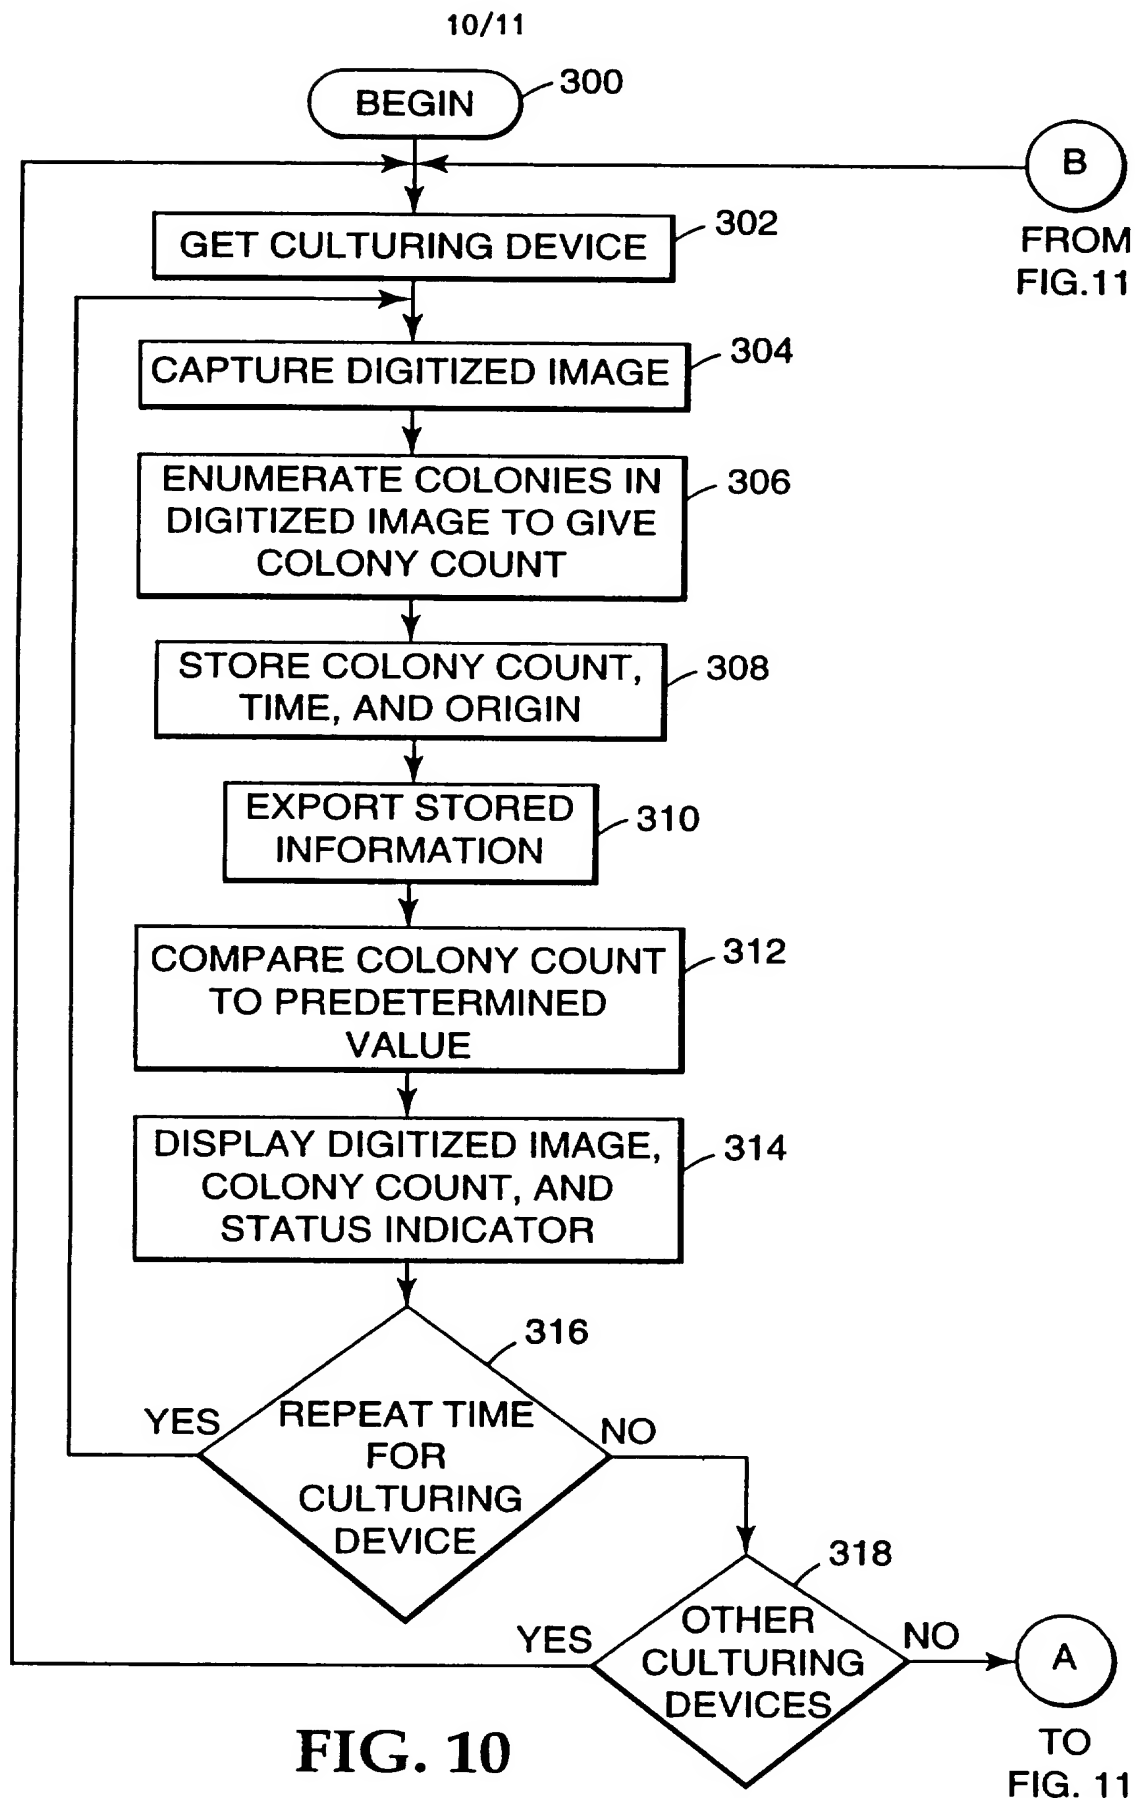 10/11
BEGIN
300
B
FROM
FIG.11
GET CULTURING DEVICE
302
CAPTURE DIGITIZED IMAGE
304
ENUMERATE COLONIES IN
DIGITIZED IMAGE TO GIVE
COLONY COUNT
306
STORE COLONY COUNT,
TIME, AND ORIGIN
308
EXPORT STORED
INFORMATION
310
COMPARE COLONY COUNT
TO PREDETERMINED
VALUE
312
DISPLAY DIGITIZED IMAGE,
COLONY COUNT, AND
STATUS INDICATOR
314
316
YES
REPEAT TIME
FOR
CULTURING
DEVICE
NO
318
YES
OTHER
CULTURING
DEVICES
NO
A
TO
FIG. 11
FIG. 10